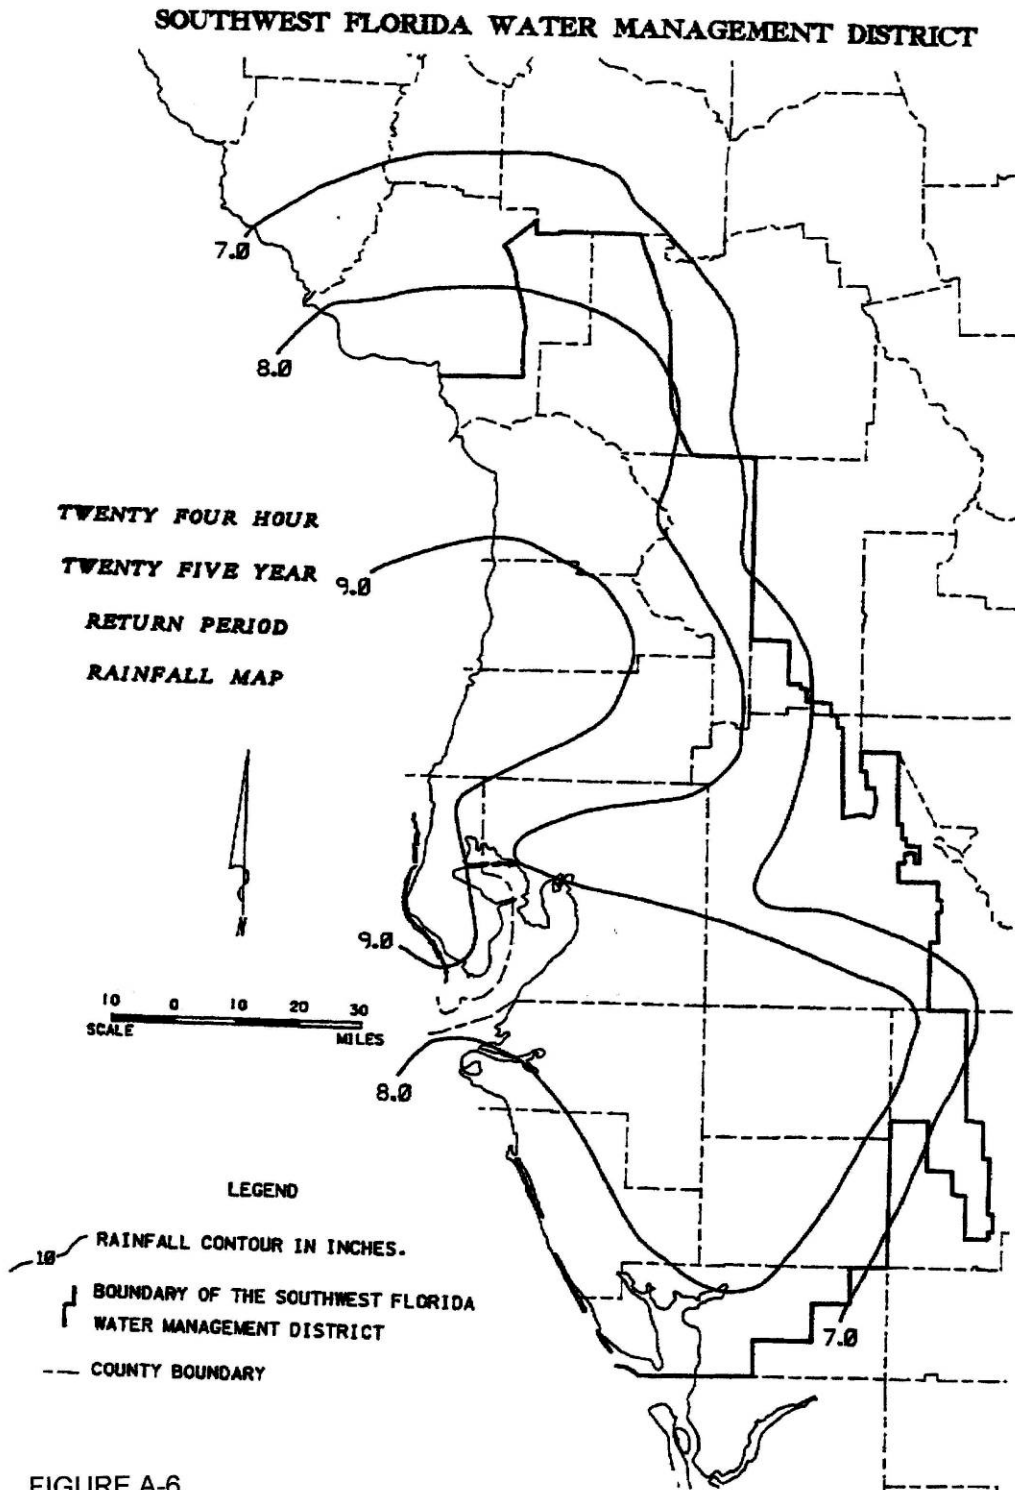 SOUTHWEST FLORIDA WATER MANAGEMENT DISTRICT
7.0
8.0
TWENTY FOUR HOUR
TWENTY FIVE YEAR
RETURN PERIOD
RAINFALL MAP
9.0
N
9.0
10 0 10 20 30
SCALE MILES
8.0
LEGEND
10 RAINFALL CONTOUR IN INCHES.
BOUNDARY OF THE SOUTHWEST FLORIDA
WATER MANAGEMENT DISTRICT
COUNTY BOUNDARY
7.0
FIGURE A-6